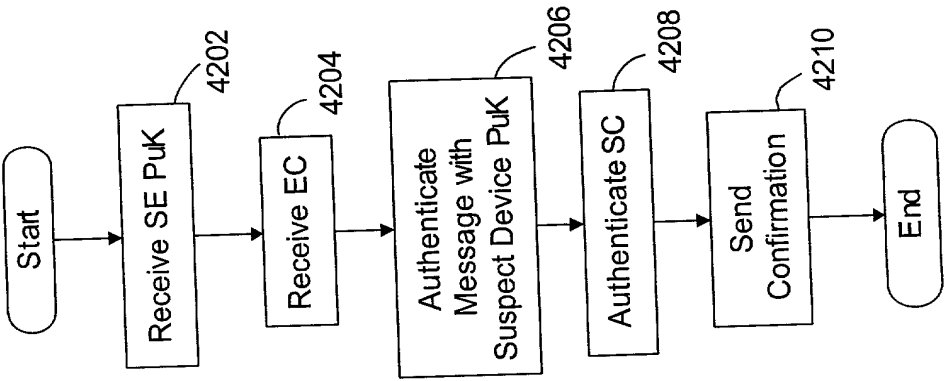 Start
Receive SE PuK
4202
Receive EC
4204
Authenticate
Message with
Suspect Device PuK
4206
Authenticate SC
4208
Send
Confirmation
4210
End